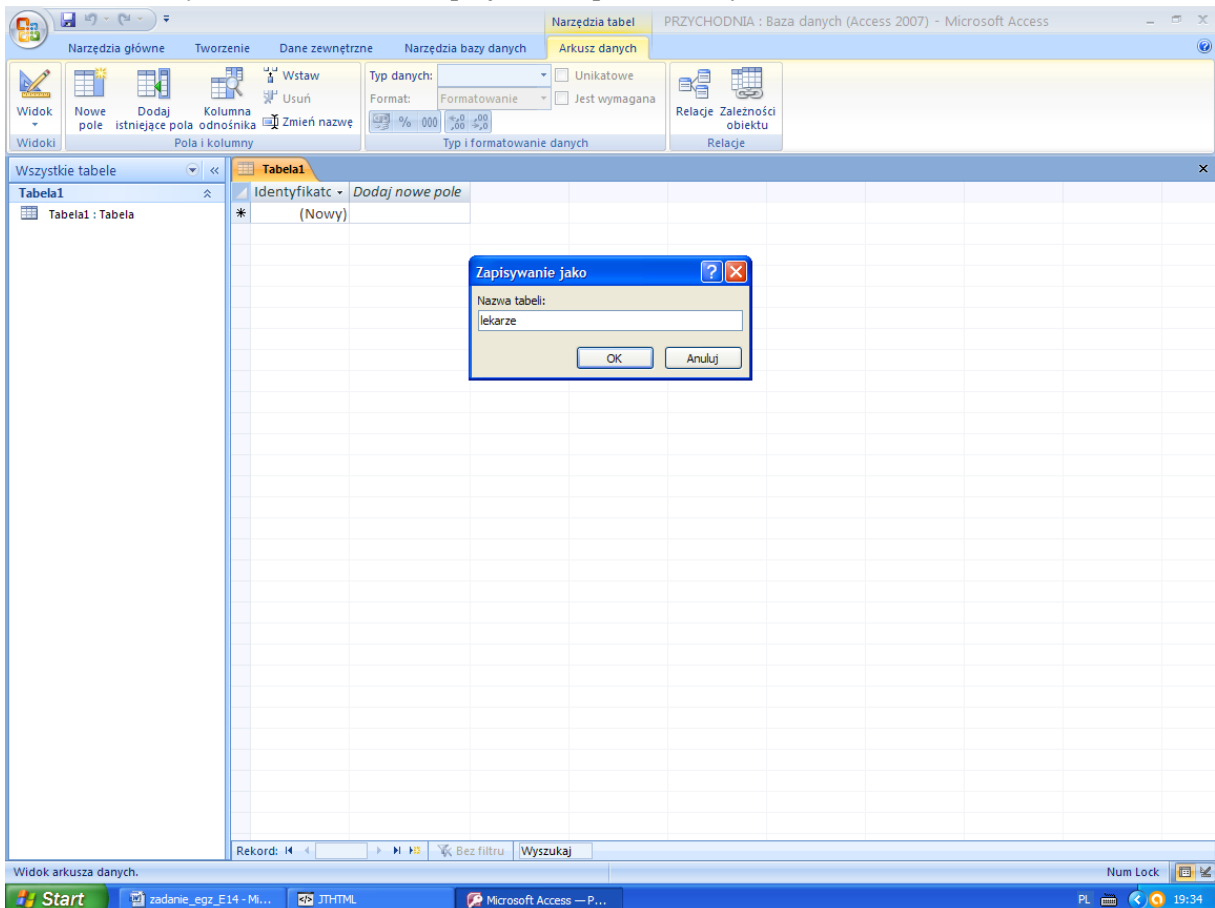 Narzędzia tabel
PRZYCHODNIA : Baza danych (Access 2007) - Microsoft Access
Narzędzia główne
Tworzenie
Dane zewnętrzne
Narzędzia bazy danych
Arkusz danych
Widok
Nowe pole
Dodaj istniejące pola
Kolumna odnośnika
Wstaw
Usuń
Zmień nazwę
Typ danych:
Format:
Formatowanie
% 000
Unikatowe
Jest wymagana
Relacje
Zależności obiektu
Widoki
Pola i kolumny
Typ i formatowanie danych
Relacje
Wszystkie tabele
Tabela1
Tabela1 : Tabela
Tabela1
Identyfikatc
Dodaj nowe pole
(Nowy)
Zapisywanie jako
Nazwa tabeli:
lekarze
OK
Anuluj
Rekord:
Bez filtru
Wyszukaj
Widok arkusza danych.
Num Lock
Start
zadanie_egz_E14 - Mi...
JTHTML
Microsoft Access — P...
PL
19:34